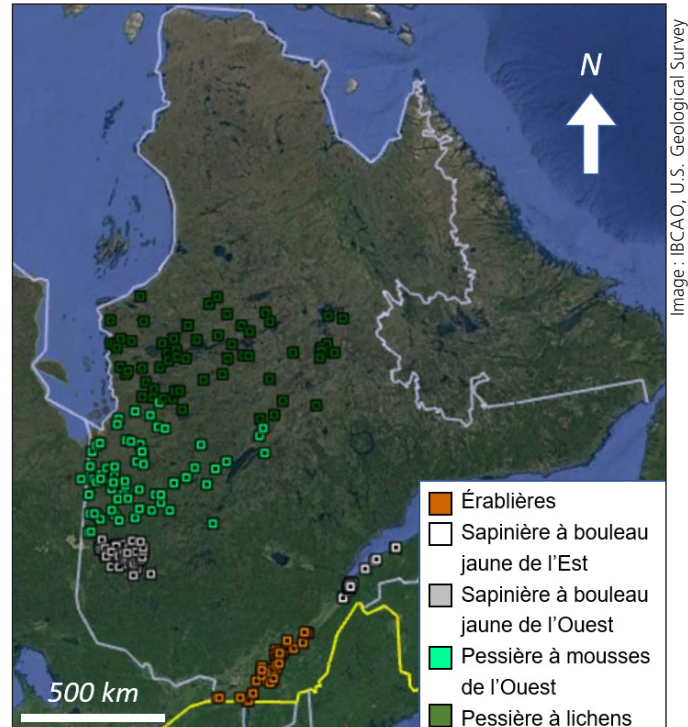 N
Image : IBCAO, U.S. Geological Survey
Érablières
Sapinière à bouleau
jaune de l’Est
Sapinière à bouleau
jaune de l’Ouest
Pessière à mousses
de l’Ouest
Pessière à lichens
500 km